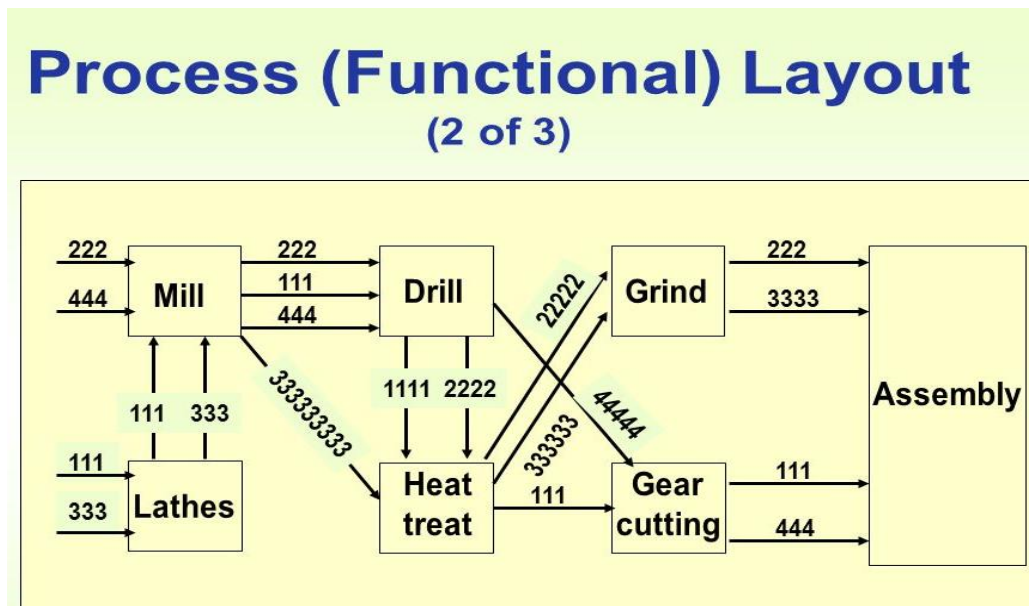 Process (Functional) Layout
(2 of 3)
222
444
Mill
222
111
444
Drill
22222
Grind
222
3333
Assembly
111
333
333333333
1111
2222
333333
44444
111
333
Lathes
Heat
treat
111
Gear
cutting
111
444